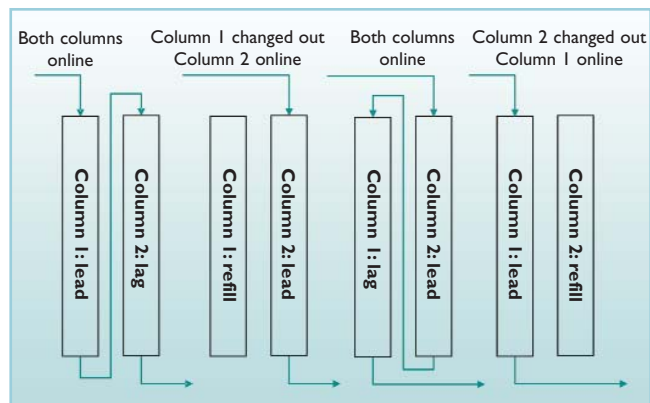 Both columns
online
Column 1 changed out
Column 2 online
Both columns
online
Column 2 changed out
Column 1 online
Column 1: lead
Column 2: lag
Column 1: refill
Column 2: lead
Column 1: lag
Column 2: lead
Column 1: lead
Column 2: refill